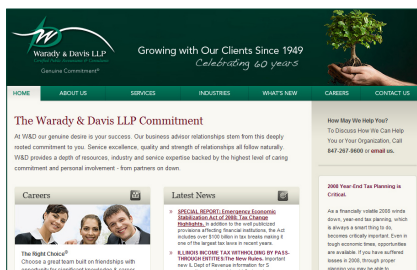 Warady & Davis LLP
Certified Public Accountants & Consultants
Genuine Commitment®
Growing with Our Clients Since 1949
Celebrating 60 years
HOME ABOUT US SERVICES INDUSTRIES WHAT'S NEW CAREERS CONTACT US
The Warady & Davis LLP Commitment
At W&D our genuine desire is your success. Our business advisor relationships stem from this deeply
rooted commitment to you. Service excellence, quality and strength of relationships all follow naturally.
W&D provides a depth of resources, industry and service expertise backed by the highest level of caring
commitment and personal involvement - from partners on down.
Careers
The Right Choice®
Choose a great team built on friendships with
opportunity for significant knowledge & career
Latest News
SPECIAL REPORT: Emergency Economic
Stabilization Act of 2008: Tax Change
Highlights. In addition to the well publicized
provisions affecting financial institutions, the Act
includes over $100 billion in tax breaks making it
one of the largest tax laws in recent years.
ILLINOIS INCOME TAX WITHHOLDING BY PASS-
THROUGH ENTITIES:The New Rules. Important
new IL Dept of Revenue information for S
How May We Help You?
To Discuss How We Can Help
You or Your Organization, Call
847-267-9600 or email us.
2008 Year-End Tax Planning is
Critical.
As a financially volatile 2008 winds
down, year-end tax planning, which
is always a smart thing to do,
becomes critically important. Even in
tough economic times, opportunities
are available. If you have suffered
losses in 2008, through proper
planning you may be able to